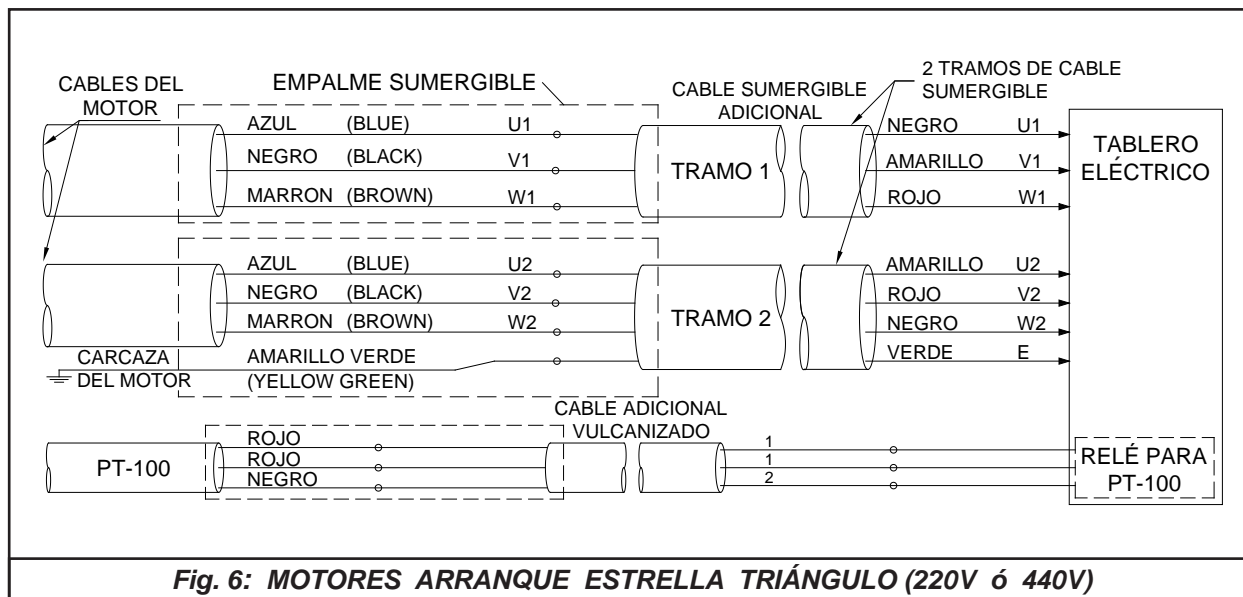 CABLES DEL
MOTOR
EMPALME SUMERGIBLE
CABLE SUMERGIBLE
ADICIONAL
2 TRAMOS DE CABLE
SUMERGIBLE
AZUL (BLUE) U1
NEGRO (BLACK) V1
MARRON (BROWN) W1
TRAMO 1
NEGRO U1
AMARILLO V1
ROJO W1
TABLERO
ELÉCTRICO
AZUL (BLUE) U2
NEGRO (BLACK) V2
MARRON (BROWN) W2
AMARILLO VERDE
(YELLOW GREEN)
CARCAZA
DEL MOTOR
TRAMO 2
AMARILLO U2
ROJO V2
NEGRO W2
VERDE E
PT-100
ROJO
ROJO
NEGRO
CABLE ADICIONAL
VULCANIZADO
1
1
2
RELÉ PARA
PT-100
Fig. 6: MOTORES ARRANQUE ESTRELLA TRIÁNGULO (220V ó 440V)